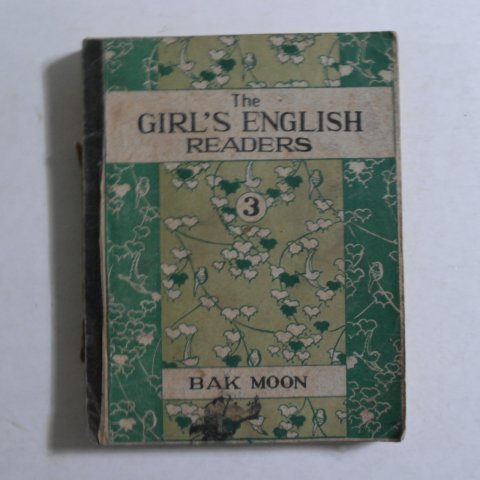 The
GIRL'S ENGLISH
READERS
3
BAK MOON